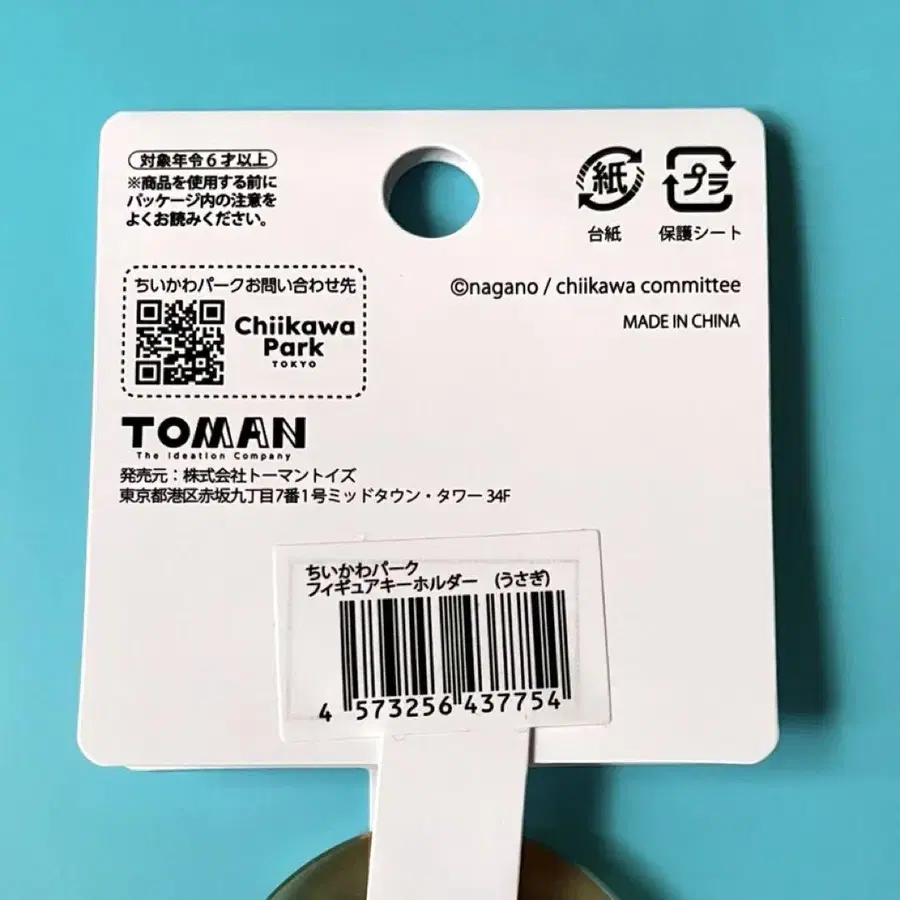 対象年令6才以上
※商品を使用する前に
パッケージ内の注意を
よくお読みください。
紙
プラ
台紙
保護シート
ちいかわパークお問い合わせ先
Chiikawa
Park
TOKYO
©nagano / chiikawa committee
MADE IN CHINA
TOMAN
The Ideation Company
発売元：株式会社トーマントイズ
東京都港区赤坂九丁目7番1号ミッドタウン・タワー 34F
ちいかわパーク
フィギュアキーホルダー (うさぎ)
4 573256 437754